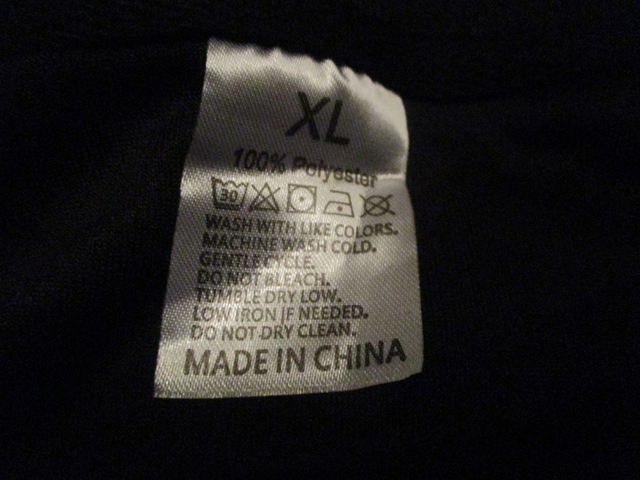 XL
100% Polyester
30
WASH WITH LIKE COLORS.
MACHINE WASH COLD.
GENTLE CYCLE.
DO NOT BLEACH.
TUMBLE DRY LOW.
LOW IRON IF NEEDED.
DO NOT DRY CLEAN.
MADE IN CHINA